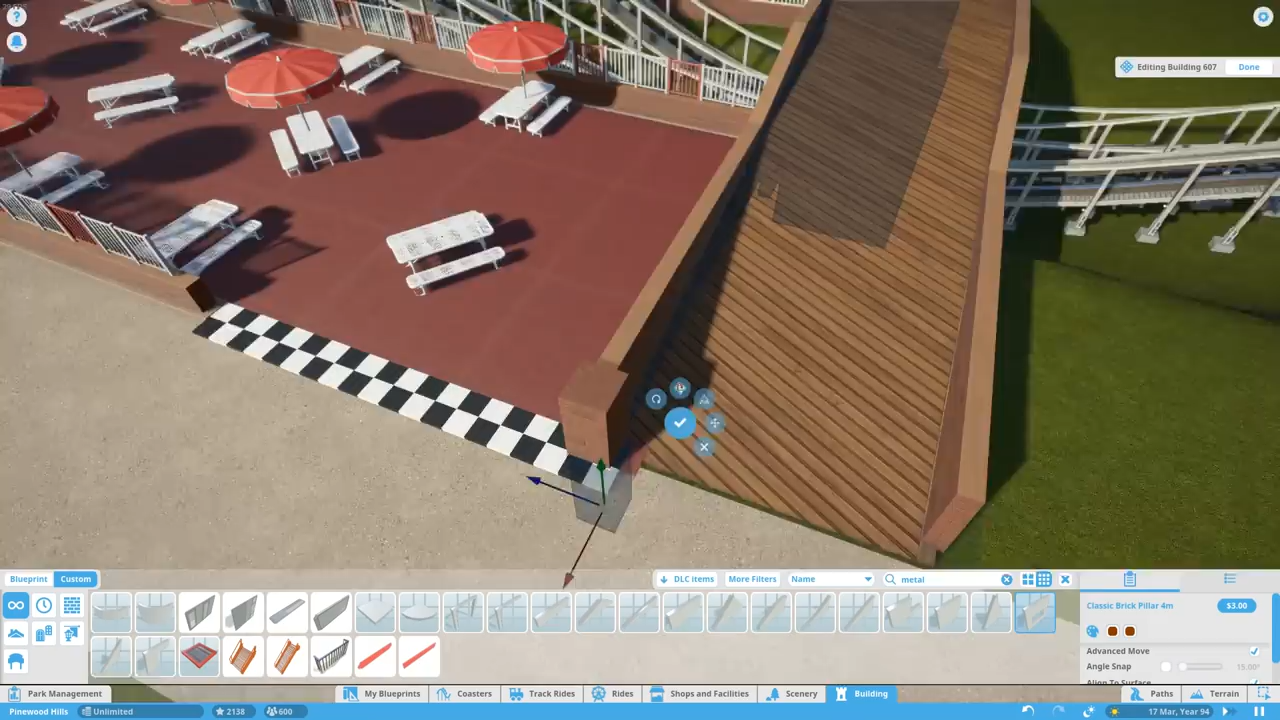 Editing Building 607
Done
Blueprint
Custom
DLC items
More Filters
Name
metal
Classic Brick Pillar 4m
$3.00
Advanced Move
Angle Snap
15.00°
Park Management
My Blueprints
Coasters
Track Rides
Rides
Shops and Facilities
Scenery
Building
Paths
Terrain
Pinewood Hills
Unlimited
2138
600
17 Mar, Year 94